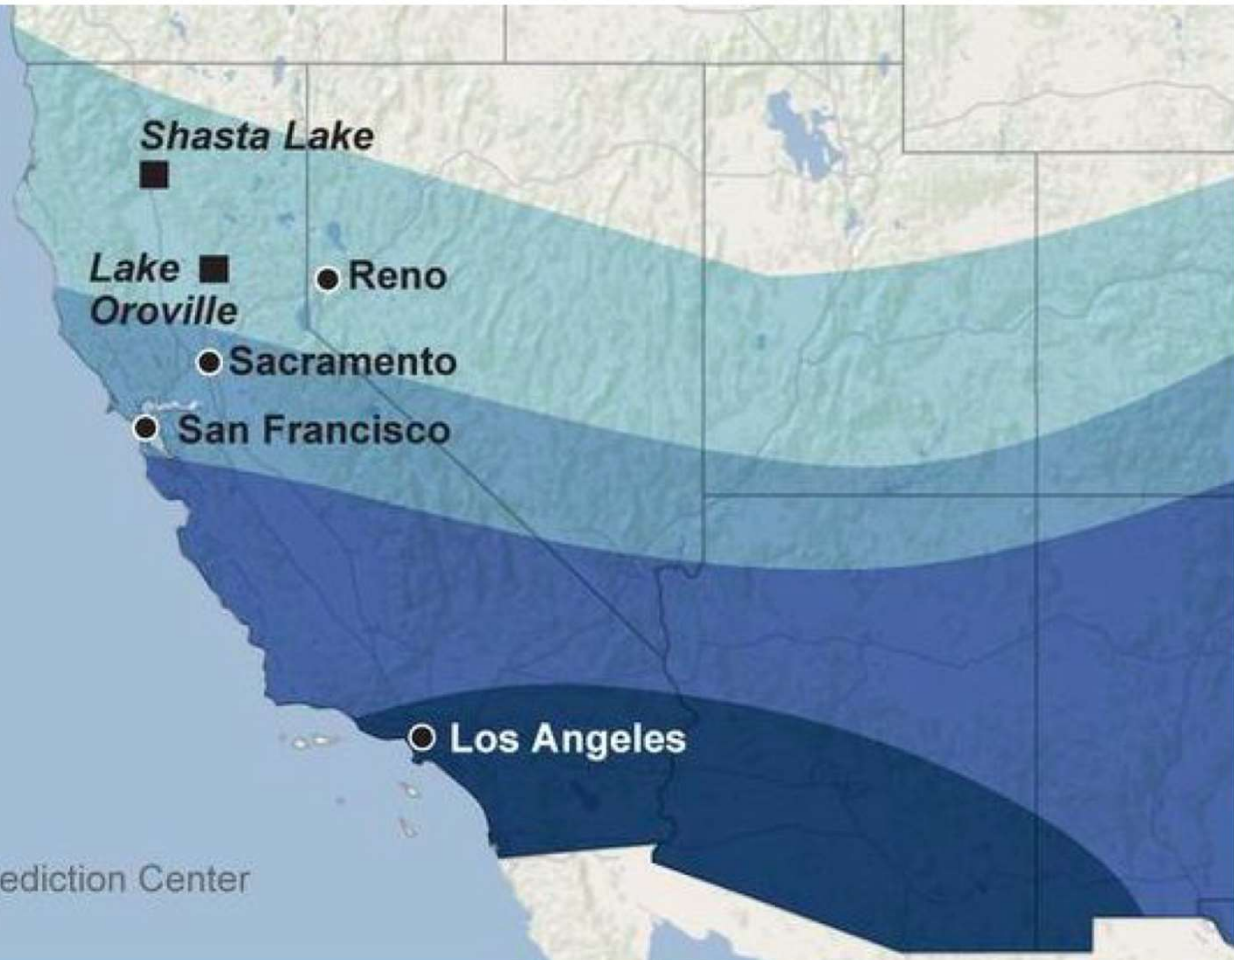 Shasta Lake
Lake
Oroville
Reno
Sacramento
San Francisco
Los Angeles
ediction Center